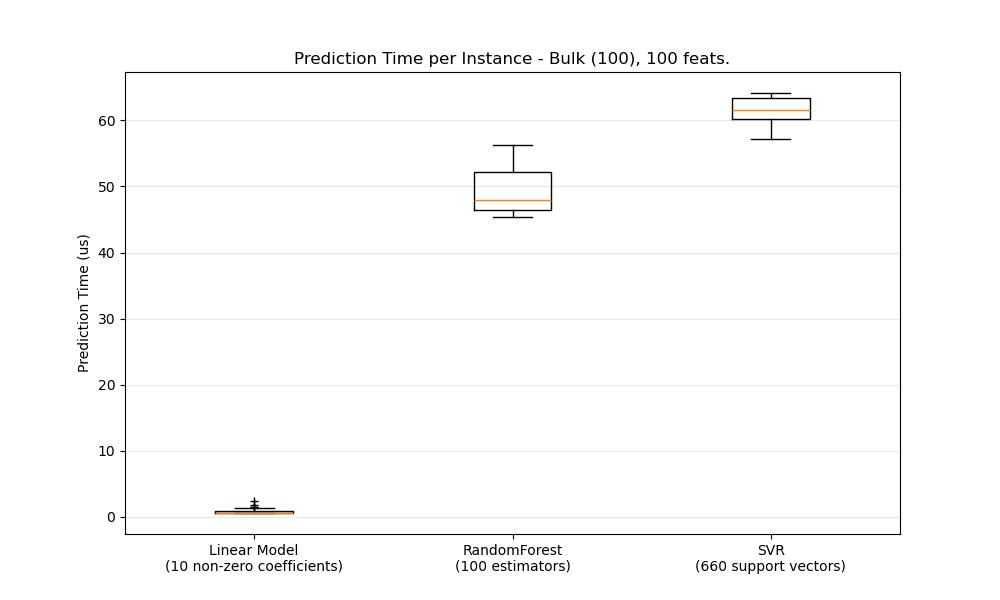 Prediction Time per Instance - Bulk (100), 100 feats.
Prediction Time (us)
60
50
40
30
20
10
0
Linear Model
(10 non-zero coefficients)
RandomForest
(100 estimators)
SVR
(660 support vectors)